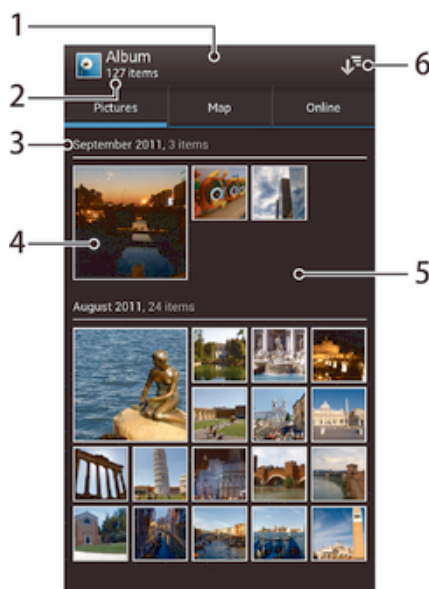 1
Album
127 items
6
2
Pictures Map Online
3
September 2011, 3 items
4
5
August 2011, 24 items